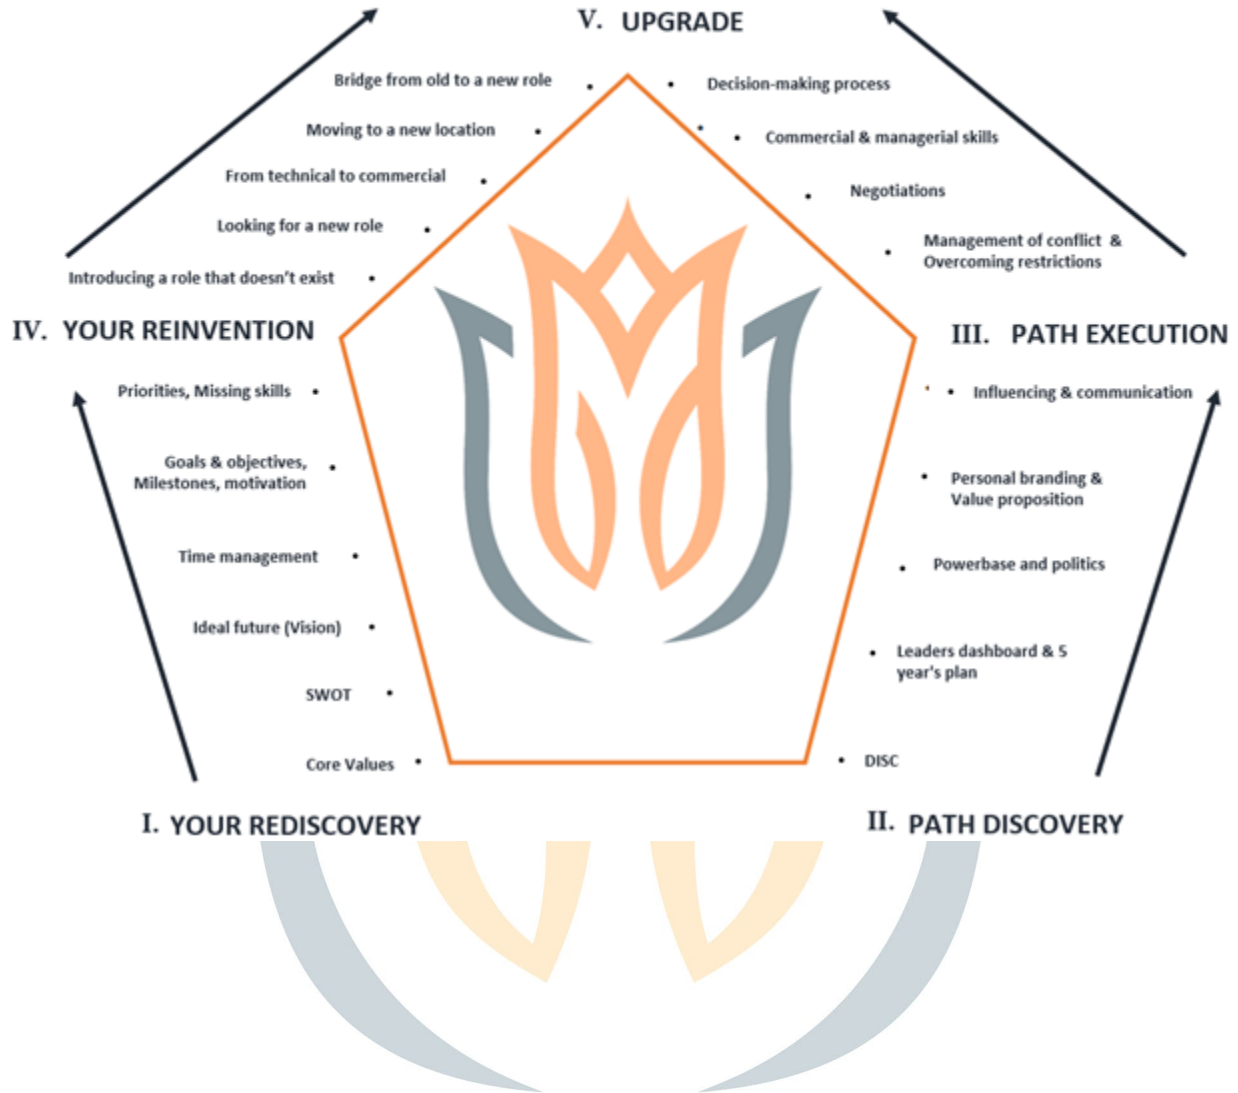 V. UPGRADE
Bridge from old to a new role
Moving to a new location
From technical to commercial
Looking for a new role
Introducing a role that doesn't exist
Decision-making process
Commercial & managerial skills
Negotiations
Management of conflict &
Overcoming restrictions
IV. YOUR REINVENTION
III. PATH EXECUTION
Priorities, Missing skills
Goals & objectives,
Milestones, motivation
Time management
Ideal future (Vision)
SWOT
Core Values
Influencing & communication
Personal branding &
Value proposition
Powerbase and politics
Leaders dashboard & 5
year's plan
DISC
I. YOUR REDISCOVERY
II. PATH DISCOVERY